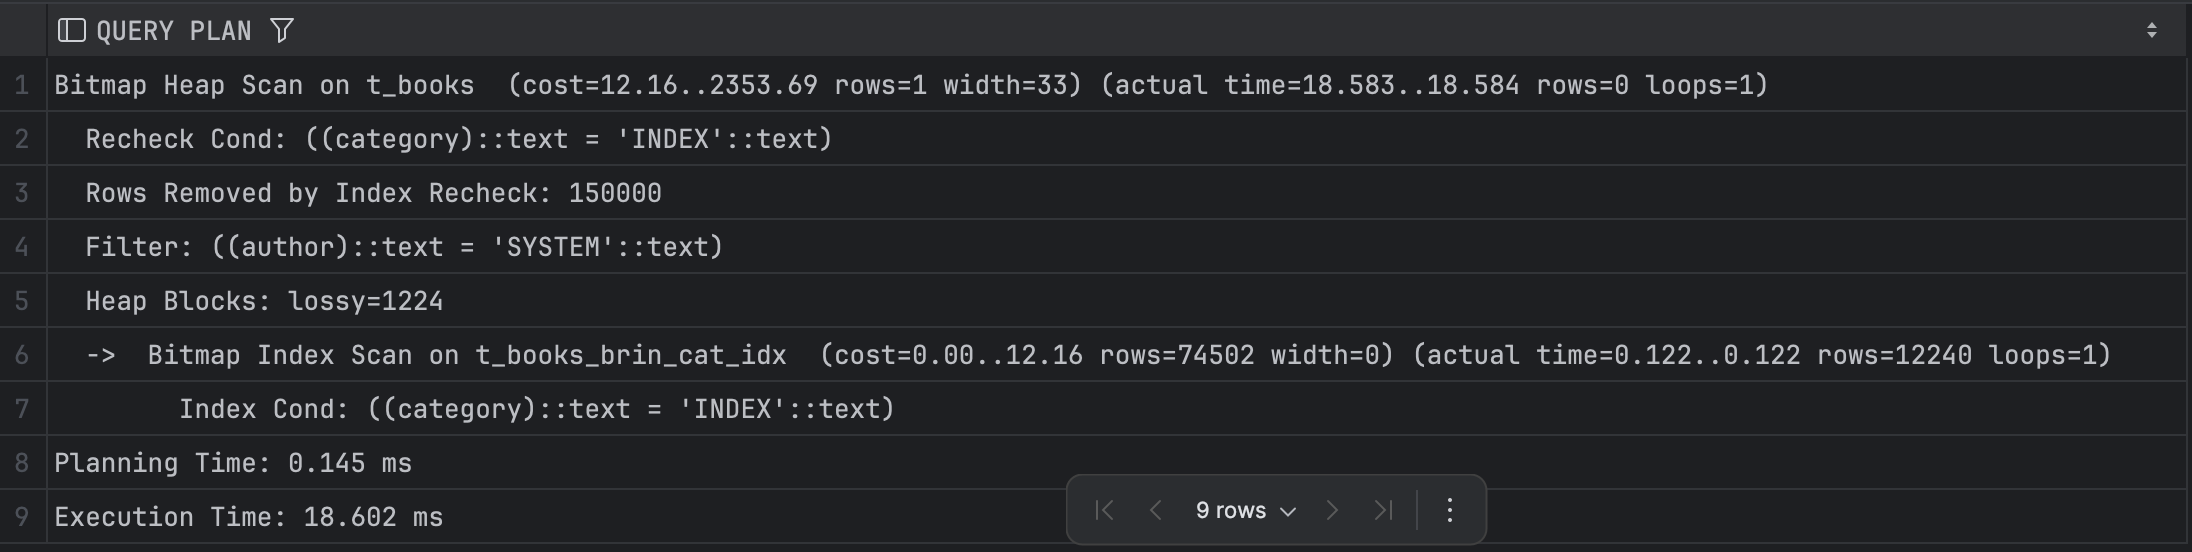 QUERY PLAN
1 Bitmap Heap Scan on t_books  (cost=12.16..2353.69 rows=1 width=33) (actual time=18.583..18.584 rows=0 loops=1)
2   Recheck Cond: ((category)::text = 'INDEX'::text)
3   Rows Removed by Index Recheck: 150000
4   Filter: ((author)::text = 'SYSTEM'::text)
5   Heap Blocks: lossy=1224
6   ->  Bitmap Index Scan on t_books_brin_cat_idx  (cost=0.00..12.16 rows=74502 width=0) (actual time=0.122..0.122 rows=12240 loops=1)
7         Index Cond: ((category)::text = 'INDEX'::text)
8 Planning Time: 0.145 ms
9 Execution Time: 18.602 ms
9 rows